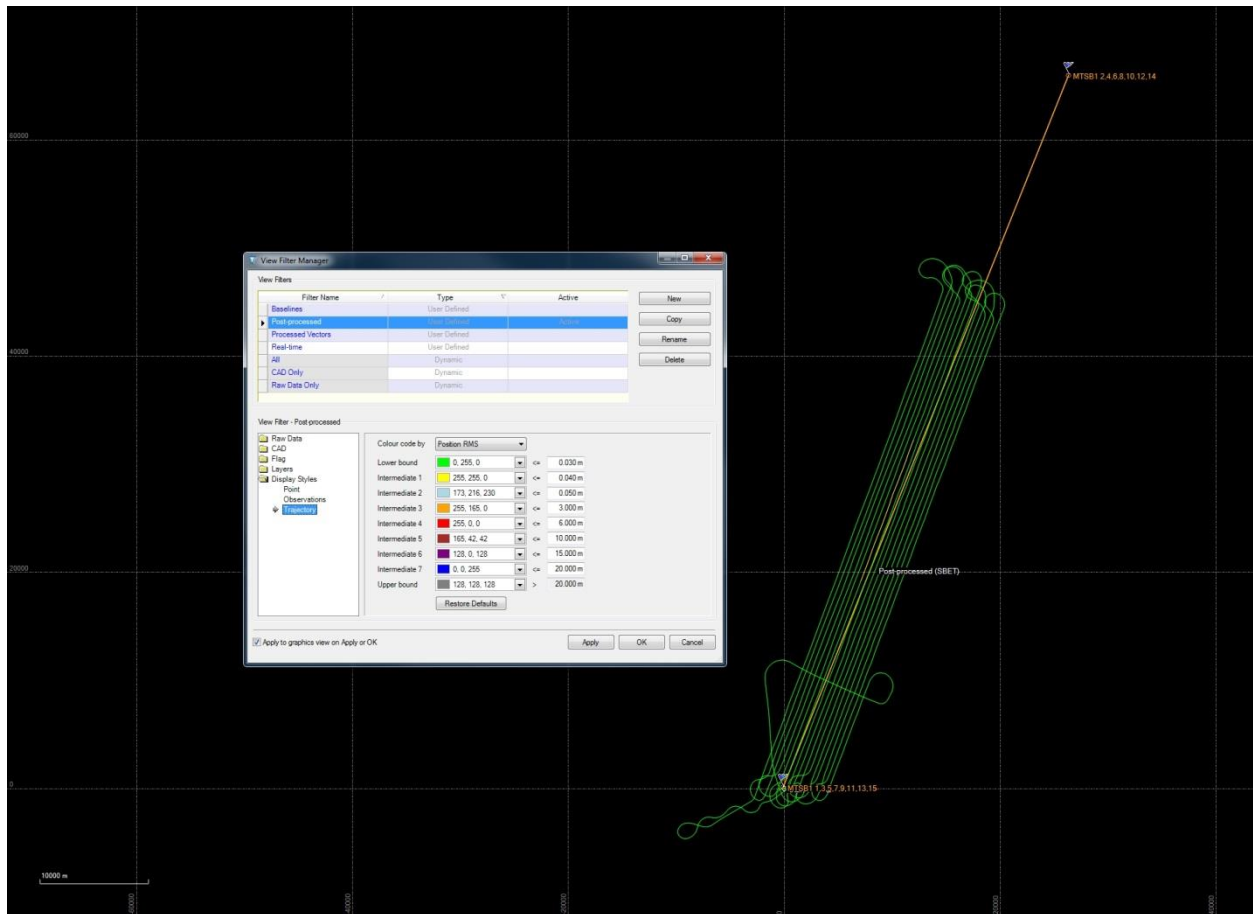 MTSB1 2,4,6,8,10,12,14
40000
20000
0
View Filter Manager
View Filters
Filter Name Type Active
Baselines User Defined
Post-processed User Defined Active
Processed Vectors User Defined
Real-time User Defined
All Dynamic
CAD Only Dynamic
Raw Data Only Dynamic
New
Copy
Rename
Delete
View Filter - Post-processed
Raw Data
CAD
Flag
Layers
Display Styles
Point
Observations
Trajectory
Colour code by Position RMS
Lower bound 0, 255, 0 <= 0.030 m
Intermediate 1 255, 255, 0 <= 0.040 m
Intermediate 2 173, 216, 230 <= 0.050 m
Intermediate 3 255, 165, 0 <= 3.000 m
Intermediate 4 255, 0, 0 <= 6.000 m
Intermediate 5 165, 42, 42 <= 10.000 m
Intermediate 6 128, 0, 128 <= 15.000 m
Intermediate 7 0, 0, 255 <= 20.000 m
Upper bound 128, 128, 128 > 20.000 m
Restore Defaults
Apply to graphics view on Apply or OK
Apply OK Cancel
Post-processed (SBET)
MTSB1 1,3,5,7,9,11,13,15
10000 m